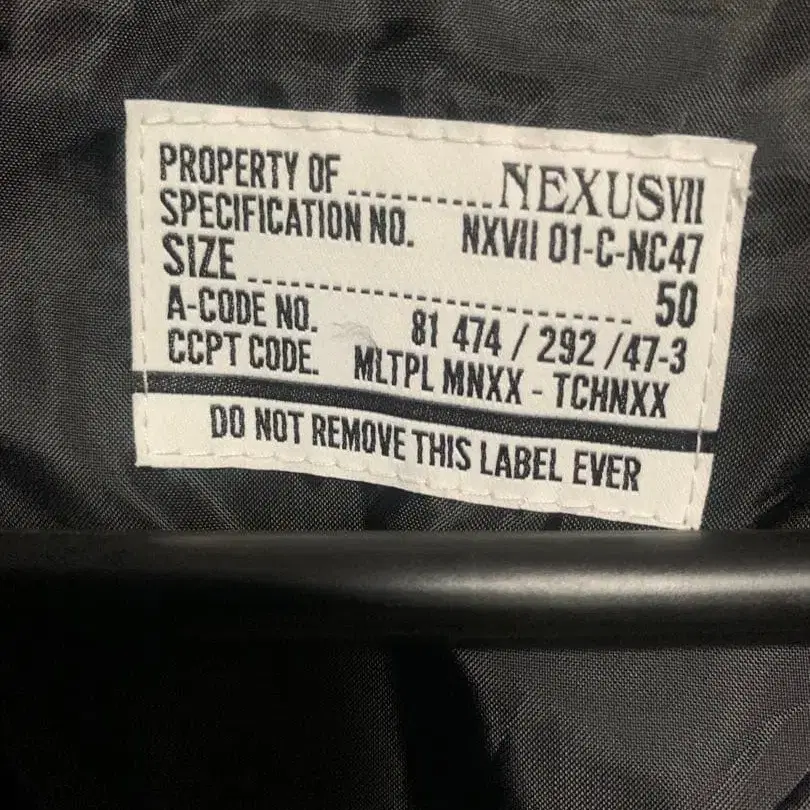 PROPERTY OF ............ NEXUSVII
SPECIFICATION NO. NXVII 01-C-NC47
SIZE ................................ 50
A-CODE NO. 81 474 / 292 /47-3
CCPT CODE. MLTPL MNXX - TCHNXX
DO NOT REMOVE THIS LABEL EVER